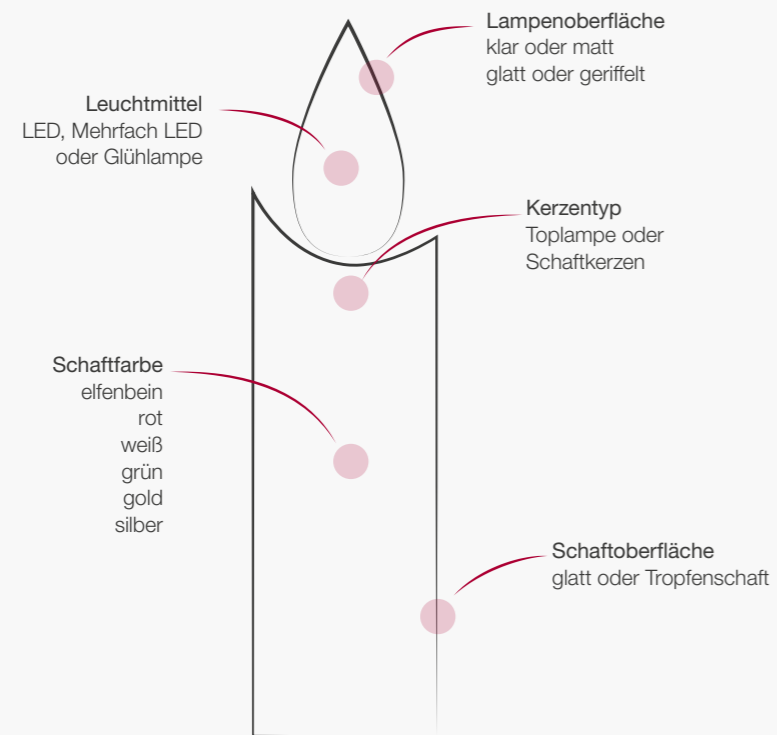 Lampenoberfläche
klar oder matt
glatt oder geriffelt
Leuchtmittel
LED, Mehrfach LED
oder Glühlampe
Kerzentyp
Toplampe oder
Schaftkerzen
Schaftfarbe
elfenbein
rot
weiß
grün
gold
silber
Schaftoberfläche
glatt oder Tropfenschaft